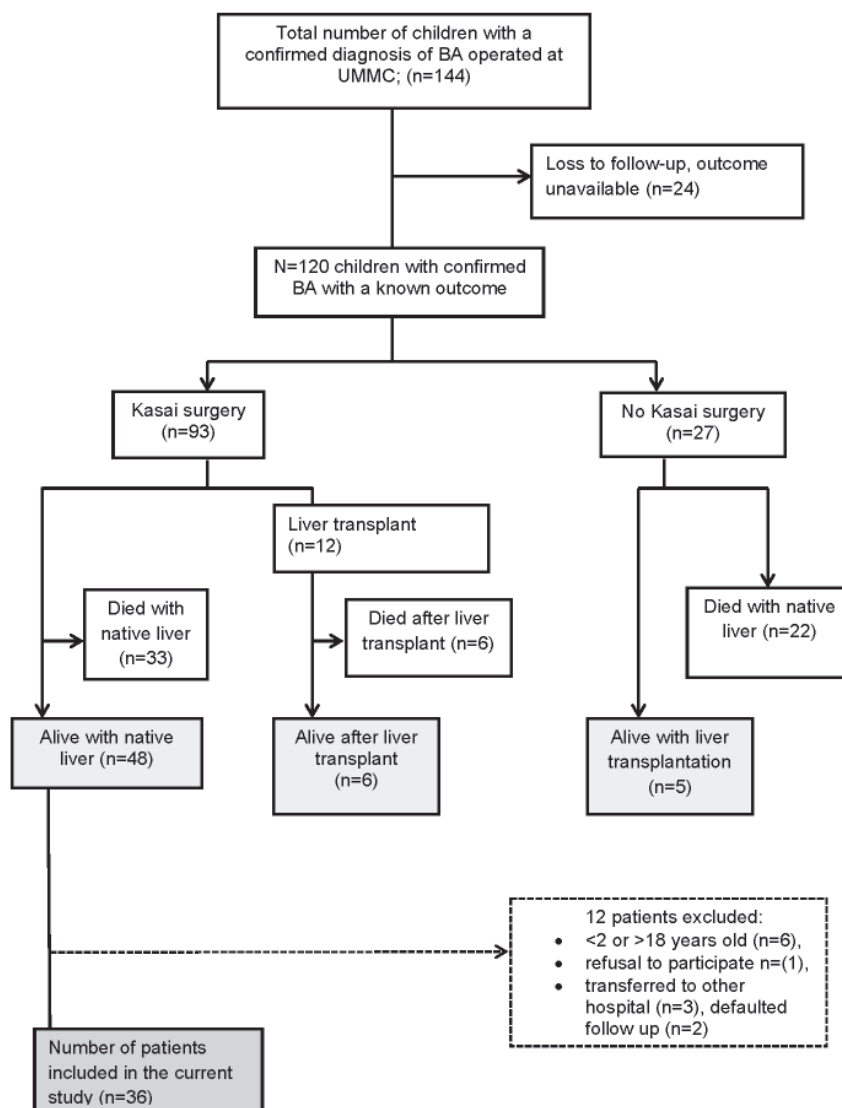 Total number of children with a
confirmed diagnosis of BA operated at
UMMC; (n=144)
Loss to follow-up, outcome
unavailable (n=24)
N=120 children with confirmed
BA with a known outcome
Kasai surgery
(n=93)
No Kasai surgery
(n=27)
Liver transplant
(n=12)
Died with
native liver
(n=33)
Died after liver
transplant (n=6)
Died with native
liver (n=22)
Alive with native
liver (n=48)
Alive after liver
transplant
(n=6)
Alive with liver
transplantation
(n=5)
12 patients excluded:
• <2 or >18 years old (n=6),
• refusal to participate n=(1),
• transferred to other
hospital (n=3), defaulted
follow up (n=2)
Number of patients
included in the current
study (n=36)